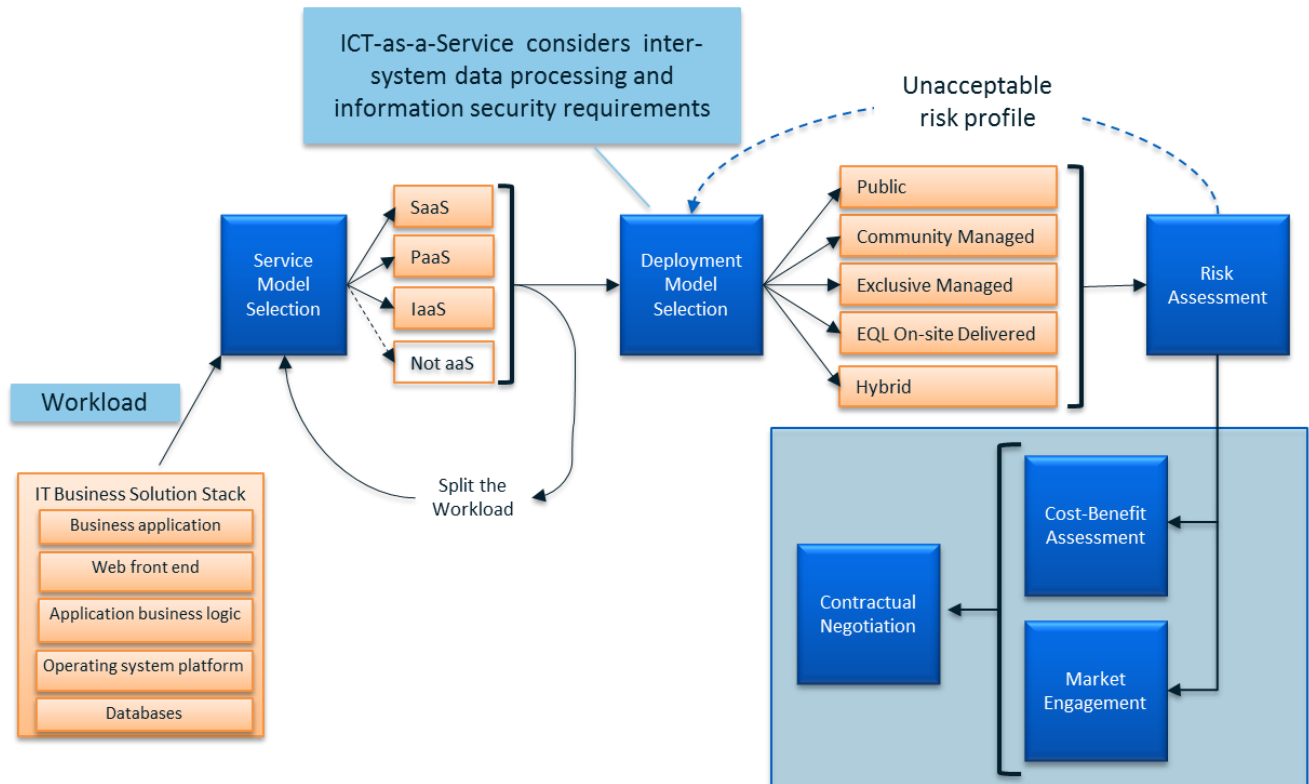 ICT-as-a-Service considers inter-
system data processing and
information security requirements
Unacceptable
risk profile
Service
Model
Selection
SaaS
PaaS
IaaS
Not aaS
Deployment
Model
Selection
Public
Community Managed
Exclusive Managed
EQL On-site Delivered
Hybrid
Risk
Assessment
Workload
Split the
Workload
IT Business Solution Stack
Business application
Web front end
Application business logic
Operating system platform
Databases
Cost-Benefit
Assessment
Contractual
Negotiation
Market
Engagement